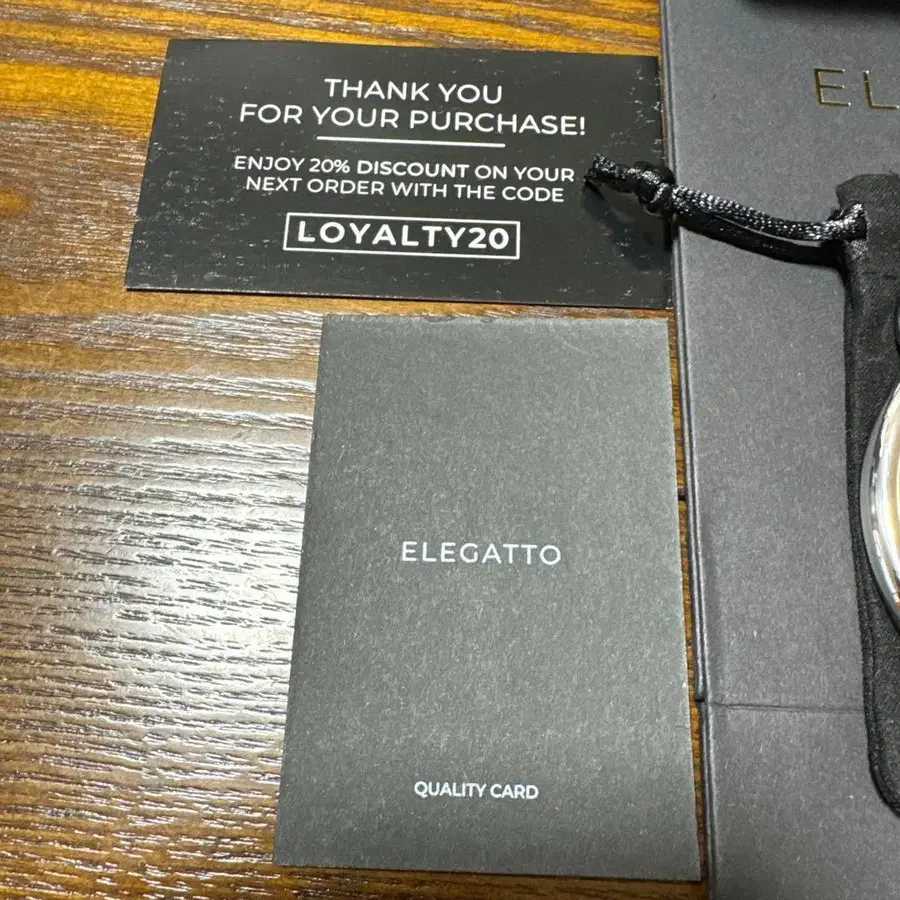 THANK YOU
FOR YOUR PURCHASE!
ENJOY 20% DISCOUNT ON YOUR
NEXT ORDER WITH THE CODE
LOYALTY20
EL
ELEGATTO
QUALITY CARD